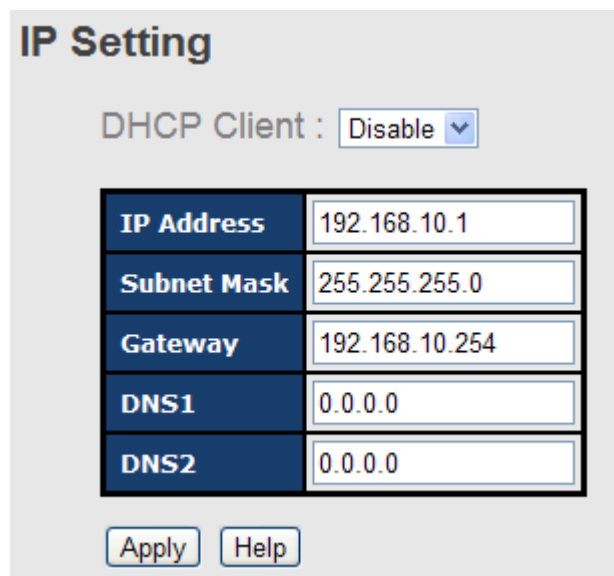 IP Setting
DHCP Client : Disable
IP Address 192.168.10.1
Subnet Mask 255.255.255.0
Gateway 192.168.10.254
DNS1 0.0.0.0
DNS2 0.0.0.0
Apply Help